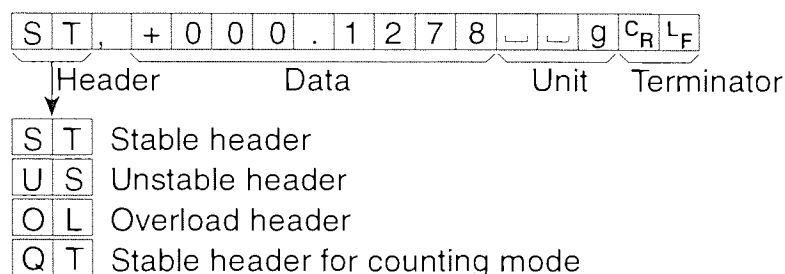 ST,+000.1278␣␣g CR LF
Header Data Unit Terminator
ST Stable header
US Unstable header
OL Overload header
QT Stable header for counting mode